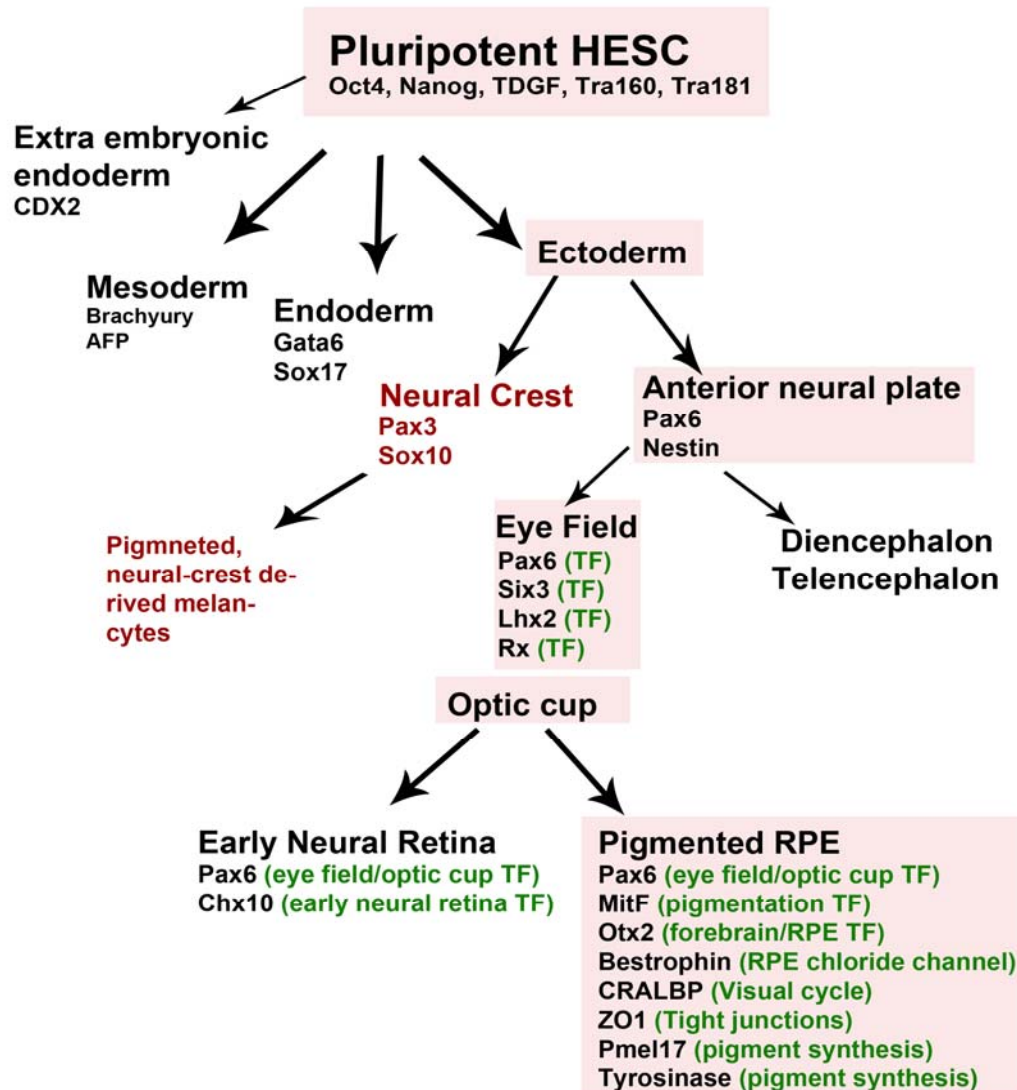 Pluripotent HESC
Oct4, Nanog, TDGF, Tra160, Tra181
Extra embryonic
endoderm
CDX2
Mesoderm
Brachyury
AFP
Endoderm
Gata6
Sox17
Ectoderm
Neural Crest
Pax3
Sox10
Anterior neural plate
Pax6
Nestin
Pigmneted,
neural-crest de-
rived melan-
cytes
Eye Field
Pax6 (TF)
Six3 (TF)
Lhx2 (TF)
Rx (TF)
Diencephalon
Telencephalon
Optic cup
Early Neural Retina
Pax6 (eye field/optic cup TF)
Chx10 (early neural retina TF)
Pigmented RPE
Pax6 (eye field/optic cup TF)
MitF (pigmentation TF)
Otx2 (forebrain/RPE TF)
Bestrophin (RPE chloride channel)
CRALBP (Visual cycle)
ZO1 (Tight junctions)
Pmel17 (pigment synthesis)
Tyrosinase (pigment synthesis)